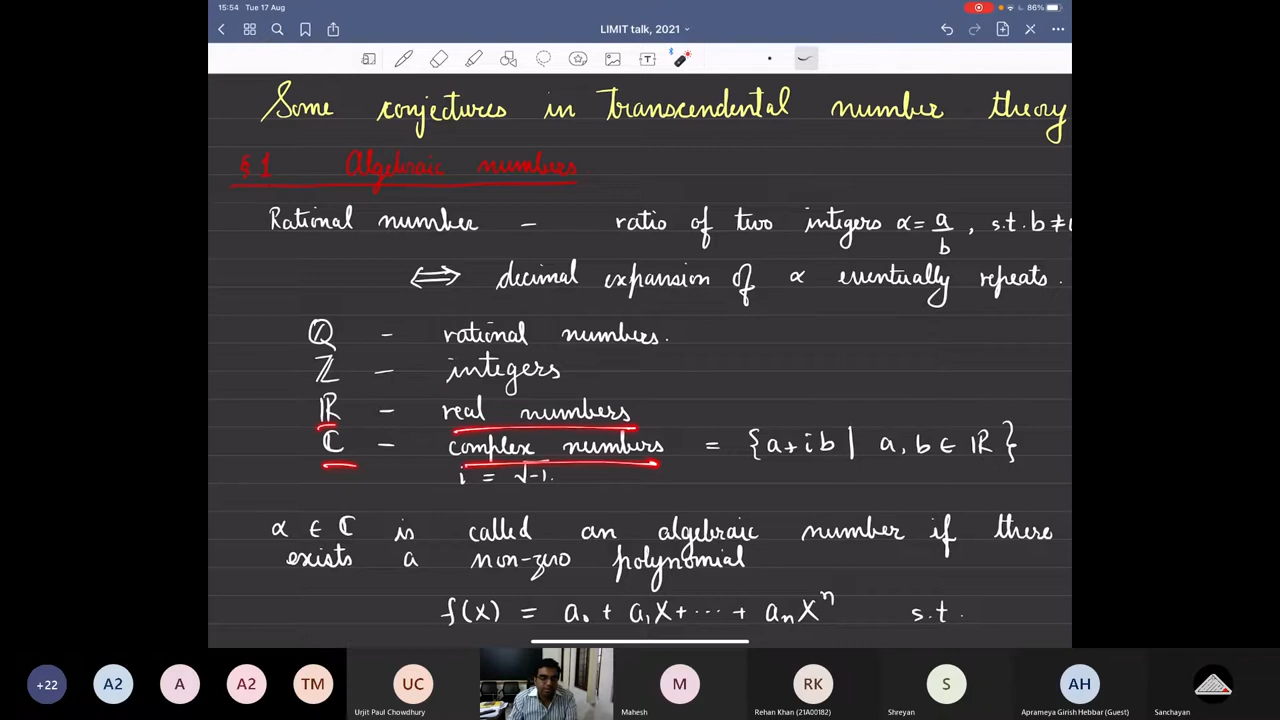 15:54 Tue 17 Aug
86%
LIMIT talk, 2021
Some conjectures in Transcendental number theory
§1 Algebraic numbers
Rational number – ratio of two integers α = a/b, s.t. b ≠
⟺ decimal expansion of α eventually repeats.
ℚ – rational numbers.
ℤ – integers
ℝ – real numbers
ℂ – complex numbers = {a+ib | a, b ∈ ℝ}
i = √-1.
α ∈ ℂ is called an algebraic number if there
exists a non-zero polynomial
f(X) = a₀ + a₁X + ··· + aₙXⁿ s.t.
+22 A2 A A2 TM UC M RK S AH
Urjit Paul Chowdhury Mahesh Rehan Khan (21A00182) Shreyan Aprameya Girish Hebbar (Guest) Sanchayan